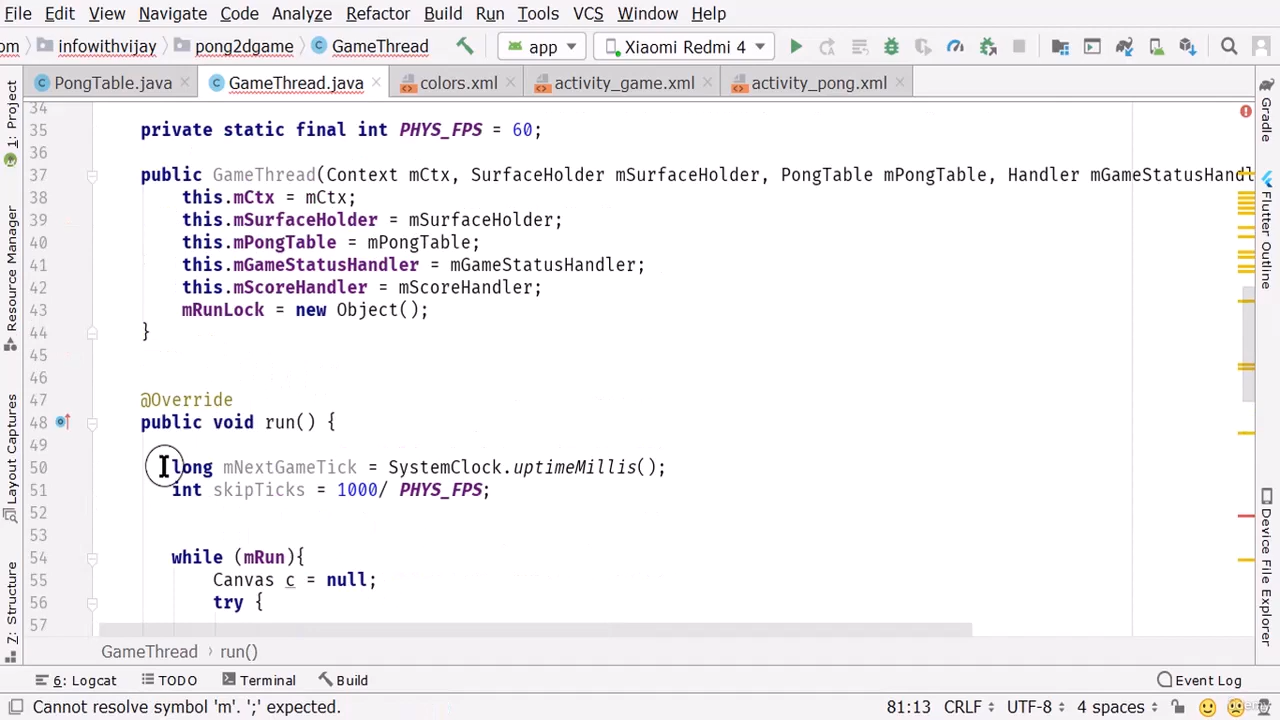 File Edit View Navigate Code Analyze Refactor Build Run Tools VCS Window Help
om infowithvijay pong2dgame GameThread app Xiaomi Redmi 4
PongTable.java GameThread.java colors.xml activity_game.xml activity_pong.xml
34
35 private static final int PHYS_FPS = 60;
36
37 public GameThread(Context mCtx, SurfaceHolder mSurfaceHolder, PongTable mPongTable, Handler mGameStatusHandl
38 this.mCtx = mCtx;
39 this.mSurfaceHolder = mSurfaceHolder;
40 this.mPongTable = mPongTable;
41 this.mGameStatusHandler = mGameStatusHandler;
42 this.mScoreHandler = mScoreHandler;
43 mRunLock = new Object();
44 }
45
46
47 @Override
48 public void run() {
49
50 long mNextGameTick = SystemClock.uptimeMillis();
51 int skipTicks = 1000/ PHYS_FPS;
52
53
54 while (mRun){
55 Canvas c = null;
56 try {
57
GameThread run()
6: Logcat TODO Terminal Build Event Log
Cannot resolve symbol 'm'. ';' expected. 81:13 CRLF UTF-8 4 spaces
1: Project
Resource Manager
Layout Captures
7: Structure
Gradle
Flutter Outline
Device File Explorer